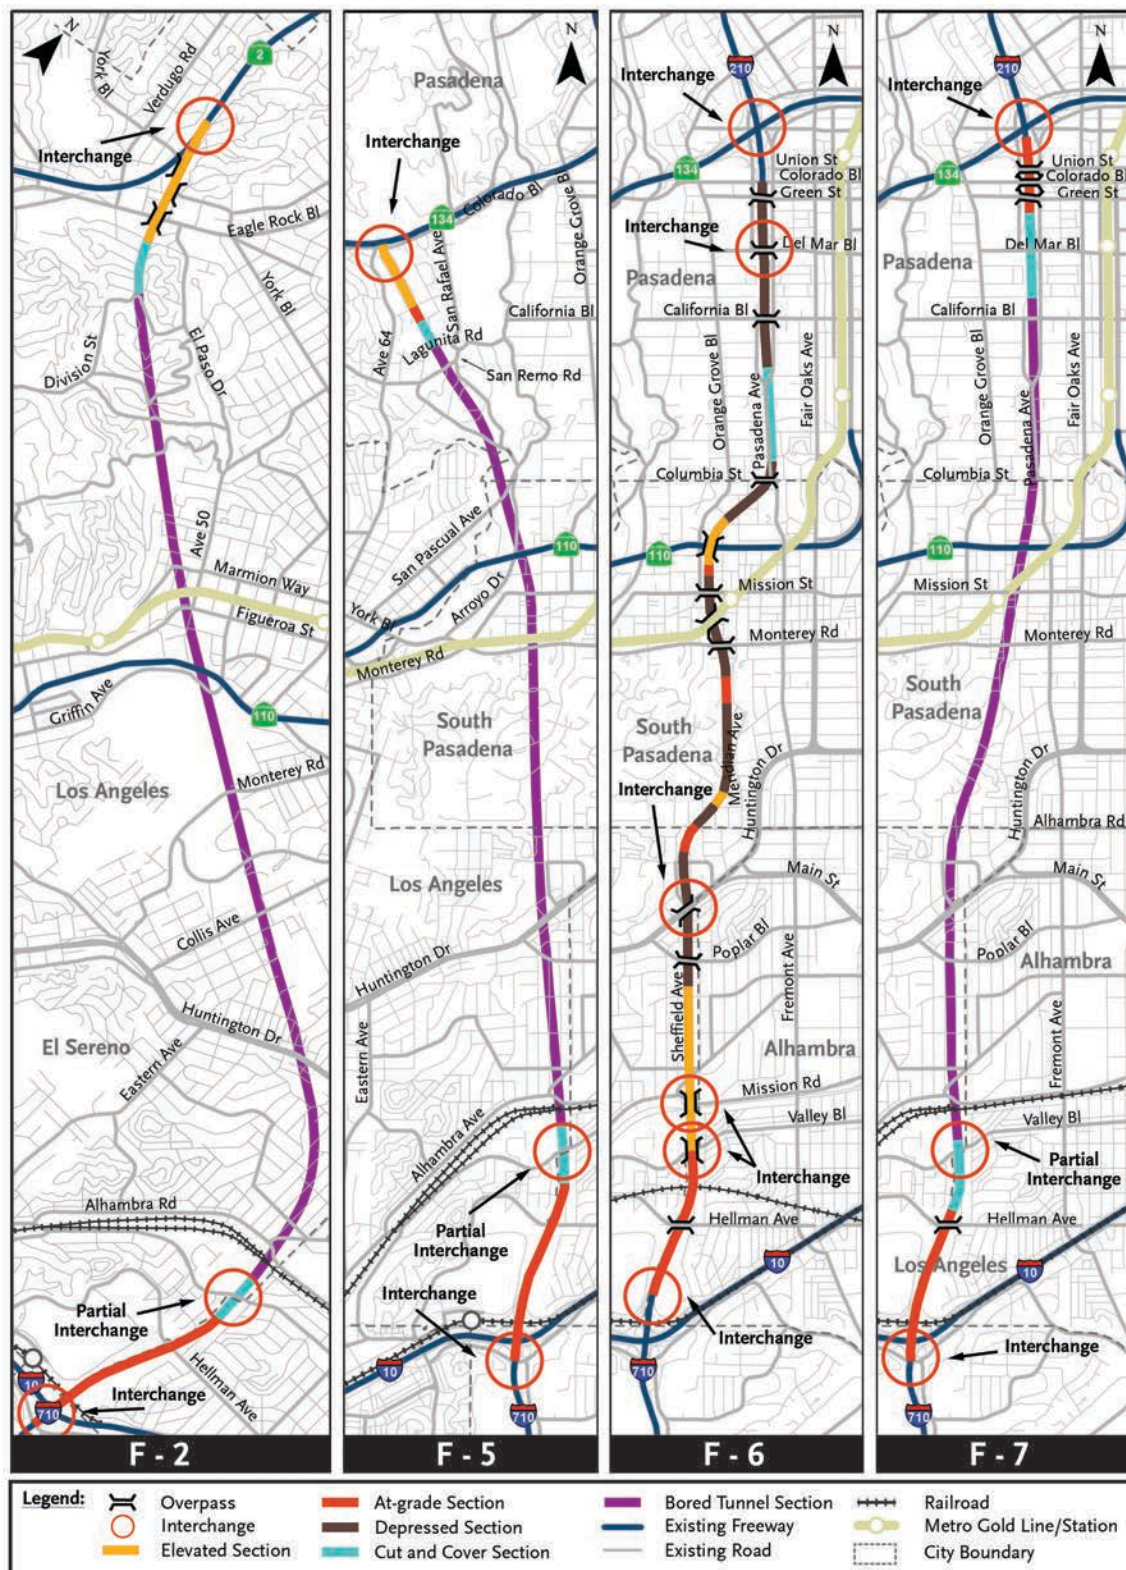 N
York Bl
Verdugo Rd
2
Interchange
Eagle Rock Bl
York Bl
El Paso Dr
Division St
Ave 50
Marmion Way
Figueroa St
Griffin Ave
110
Los Angeles
Monterey Rd
Collis Ave
Huntington Dr
El Sereno
Eastern Ave
Alhambra Rd
Partial
Interchange
Hellman Ave
10
Interchange
710
F - 2
N
Pasadena
Interchange
Colorado Bl
134
Orange Grove B
San Rafael Ave
California Bl
Ave 64
Lagunita Rd
San Remo Rd
San Pascual Ave
110
Arroyo Dr
York Bl
Monterey Rd
South
Pasadena
Los Angeles
Huntington Dr
Eastern Ave
Alhambra Ave
Partial
Interchange
Interchange
10
710
F - 5
N
210
Interchange
Union St
Colorado Bl
134
Green St
Interchange
Del Mar Bl
Pasadena
California Bl
Orange Grove Bl
Pasadena Ave
Fair Oaks Ave
Columbia St
110
Mission St
Monterey Rd
South
Pasadena
Meridian Ave
Huntington Dr
Interchange
Main St
Poplar Bl
Sheffield Ave
Fremont Ave
Alhambra
Mission Rd
Valley Bl
Interchange
Hellman Ave
10
Interchange
710
F - 6
N
210
Interchange
Union St
Colorado Bl
134
Green St
Del Mar Bl
Pasadena
California Bl
Orange Grove Bl
Pasadena Ave
Fair Oaks Ave
Columbia St
110
Mission St
Monterey Rd
South
Pasadena
Huntington Dr
Alhambra Rd
Main St
Poplar Bl
Alhambra
Fremont Ave
Valley Bl
Partial
Interchange
Hellman Ave
Los Angeles
10
Interchange
710
F - 7
Legend:
Overpass
Interchange
Elevated Section
At-grade Section
Depressed Section
Cut and Cover Section
Bored Tunnel Section
Existing Freeway
Existing Road
Railroad
Metro Gold Line/Station
City Boundary